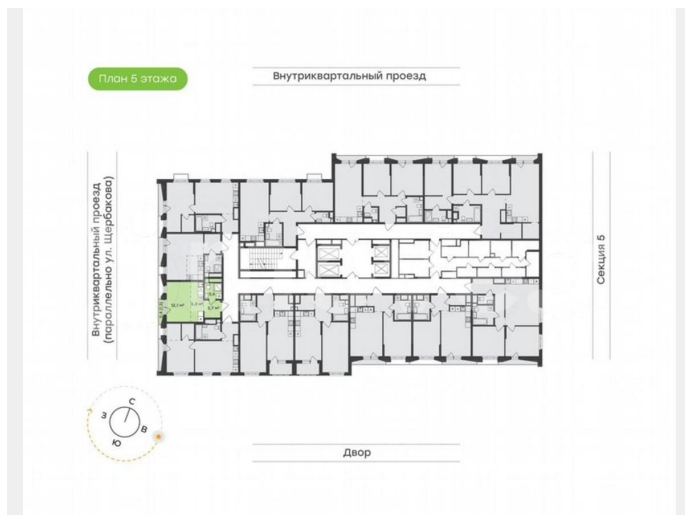 План 5 этажа
Внутриквартальный проезд
Внутриквартальный проезд
(параллельно ул. Щербакова)
Секция 5
С
З
В
Ю
Двор